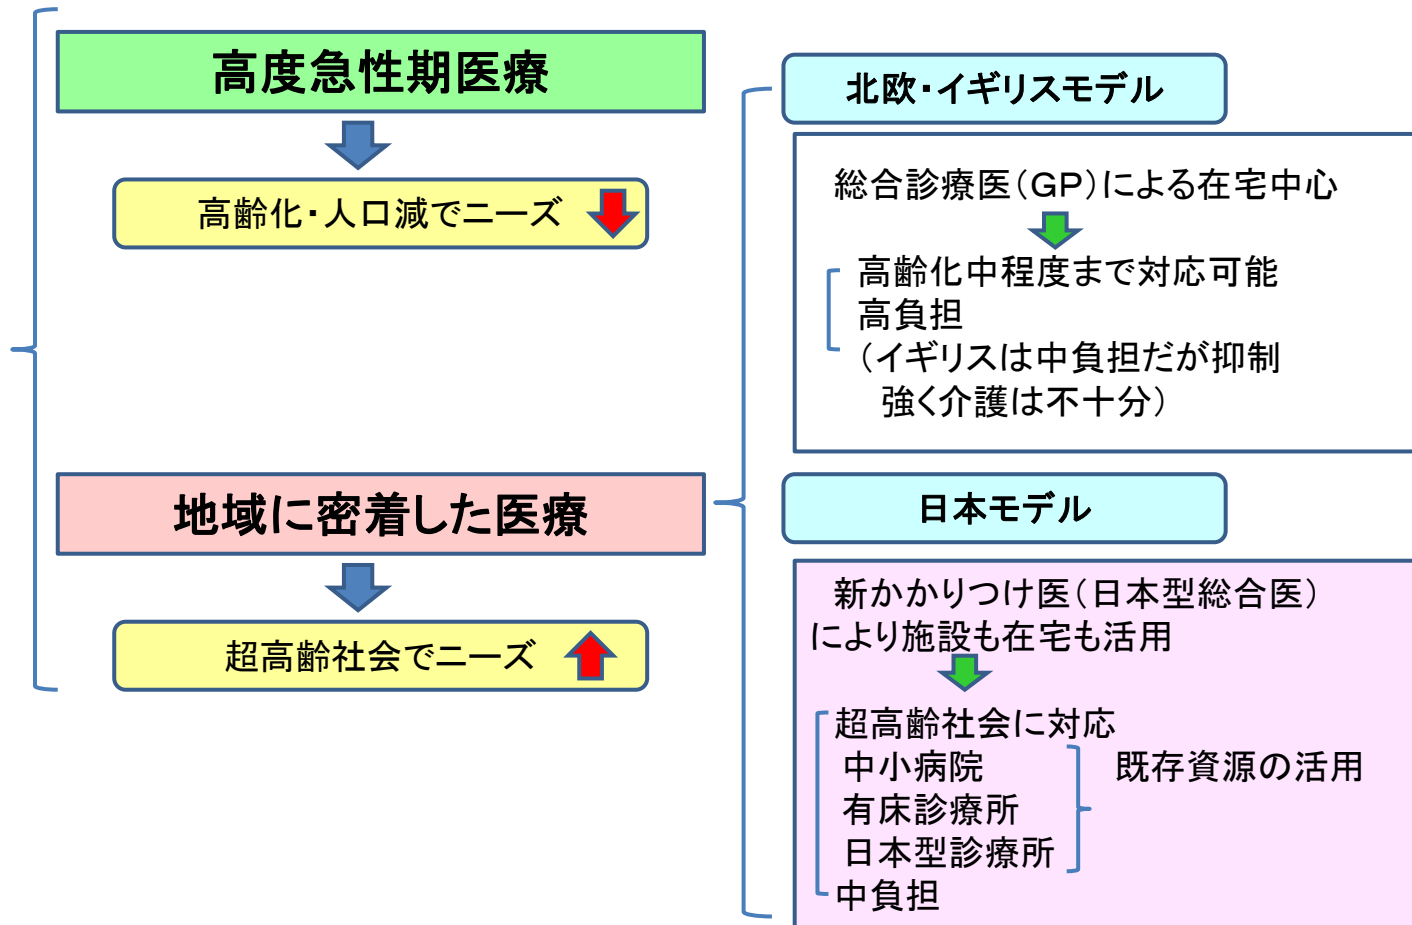 高度急性期医療
高齢化・人口減でニーズ
地域に密着した医療
超高齢社会でニーズ
北欧・イギリスモデル
総合診療医(GP)による在宅中心
高齢化中程度まで対応可能
高負担
(イギリスは中負担だが抑制
強く介護は不十分)
日本モデル
新かかりつけ医(日本型総合医)
により施設も在宅も活用
超高齢社会に対応
中小病院
有床診療所
日本型診療所
既存資源の活用
中負担